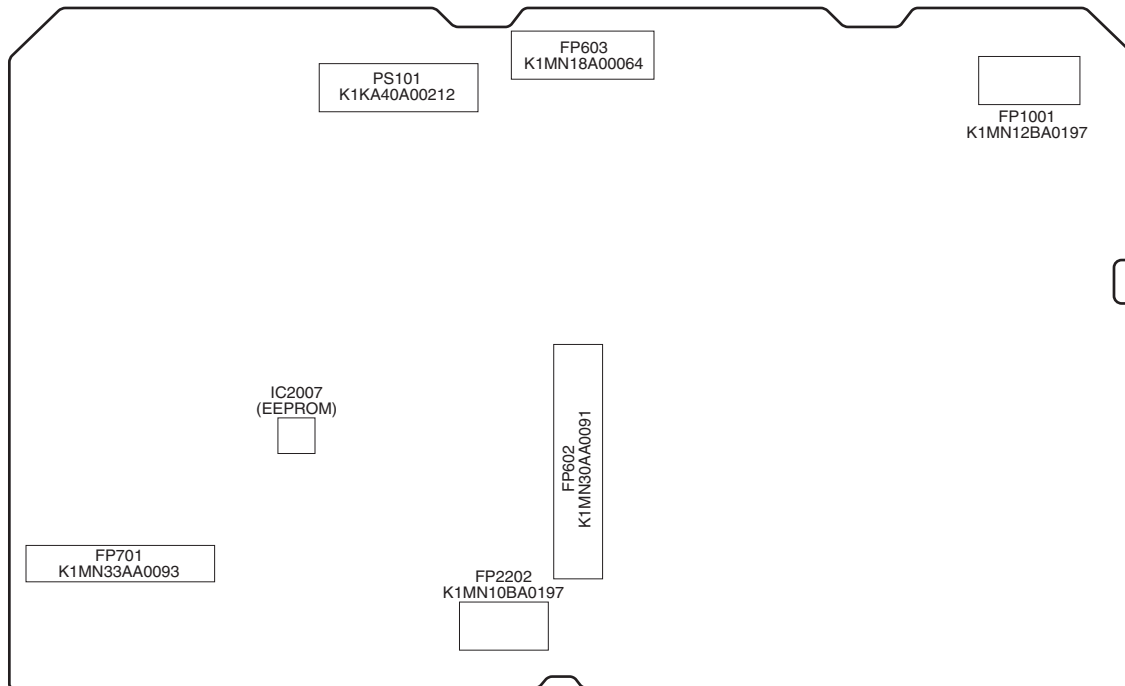 FP603
K1MN18A00064
PS101
K1KA40A00212
FP1001
K1MN12BA0197
IC2007
(EEPROM)
FP602
K1MN30AA0091
FP701
K1MN33AA0093
FP2202
K1MN10BA0197